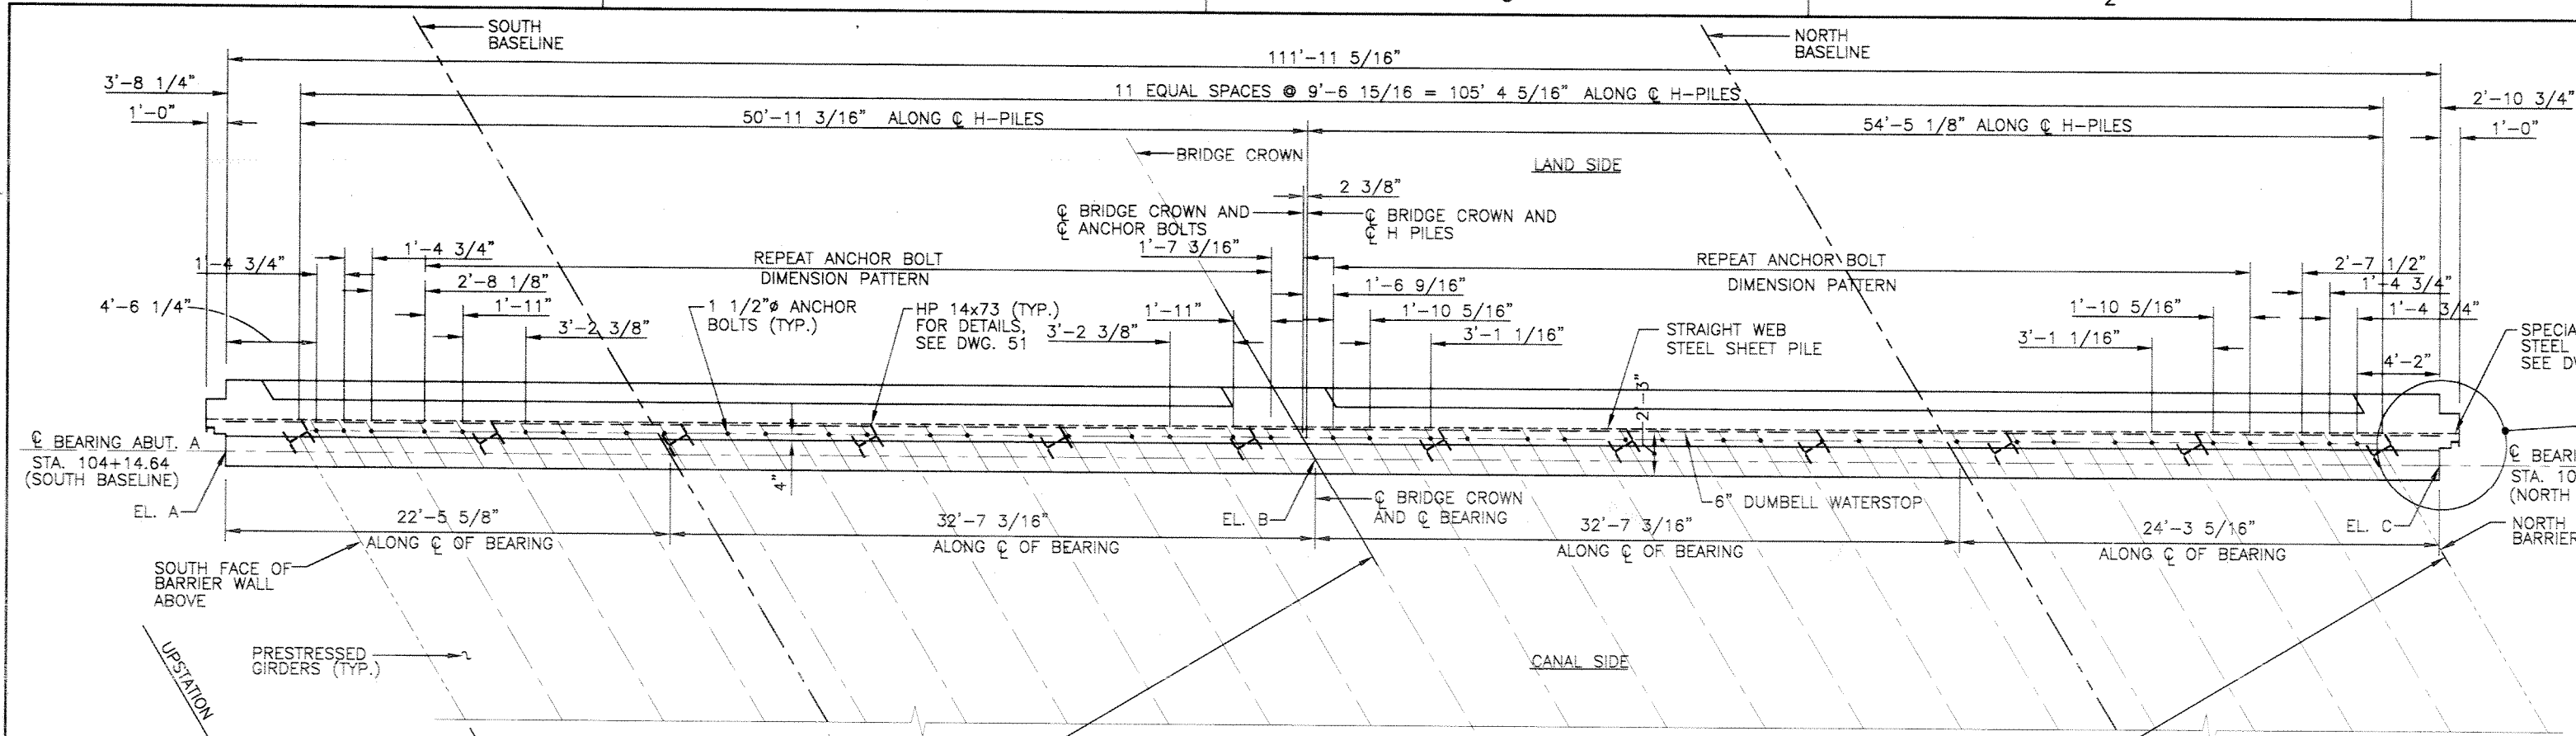 2
SOUTH
BASELINE
NORTH
BASELINE
111'-11 5/16"
3'-8 1/4"
11 EQUAL SPACES @ 9'-6 15/16 = 105' 4 5/16" ALONG ℄ H-PILES
2'-10 3/4"
1'-0"
50'-11 3/16" ALONG ℄ H-PILES
54'-5 1/8" ALONG ℄ H-PILES
1'-0"
BRIDGE CROWN
LAND SIDE
2 3/8"
℄ BRIDGE CROWN AND
℄ ANCHOR BOLTS
℄ BRIDGE CROWN AND
℄ H PILES
1'-4 3/4"
1'-4 3/4"
REPEAT ANCHOR BOLT
DIMENSION PATTERN
1'-7 3/16"
REPEAT ANCHOR BOLT
DIMENSION PATTERN
2'-7 1/2"
1'-4 3/4"
1'-4 3/4"
4'-6 1/4"
2'-8 1/8"
1'-11"
3'-2 3/8"
1 1/2"ø ANCHOR
BOLTS (TYP.)
HP 14x73 (TYP.)
FOR DETAILS,
SEE DWG. 51
1'-11"
3'-2 3/8"
1'-6 9/16"
1'-10 5/16"
3'-1 1/16"
STRAIGHT WEB
STEEL SHEET PILE
1'-10 5/16"
3'-1 1/16"
4'-2"
SPECIA
STEEL
SEE DW
℄ BEARING ABUT. A
STA. 104+14.64
(SOUTH BASELINE)
EL. A
4"
2'-3"
℄ BEARI
STA. 10
(NORTH
EL. B
℄ BRIDGE CROWN
AND ℄ BEARING
6" DUMBELL WATERSTOP
EL. C
NORTH
BARRIER
22'-5 5/8"
ALONG ℄ OF BEARING
32'-7 3/16"
ALONG ℄ OF BEARING
32'-7 3/16"
ALONG ℄ OF BEARING
24'-3 5/16"
ALONG ℄ OF BEARING
SOUTH FACE OF
BARRIER WALL
ABOVE
UPSTATION
PRESTRESSED
GIRDERS (TYP.)
CANAL SIDE